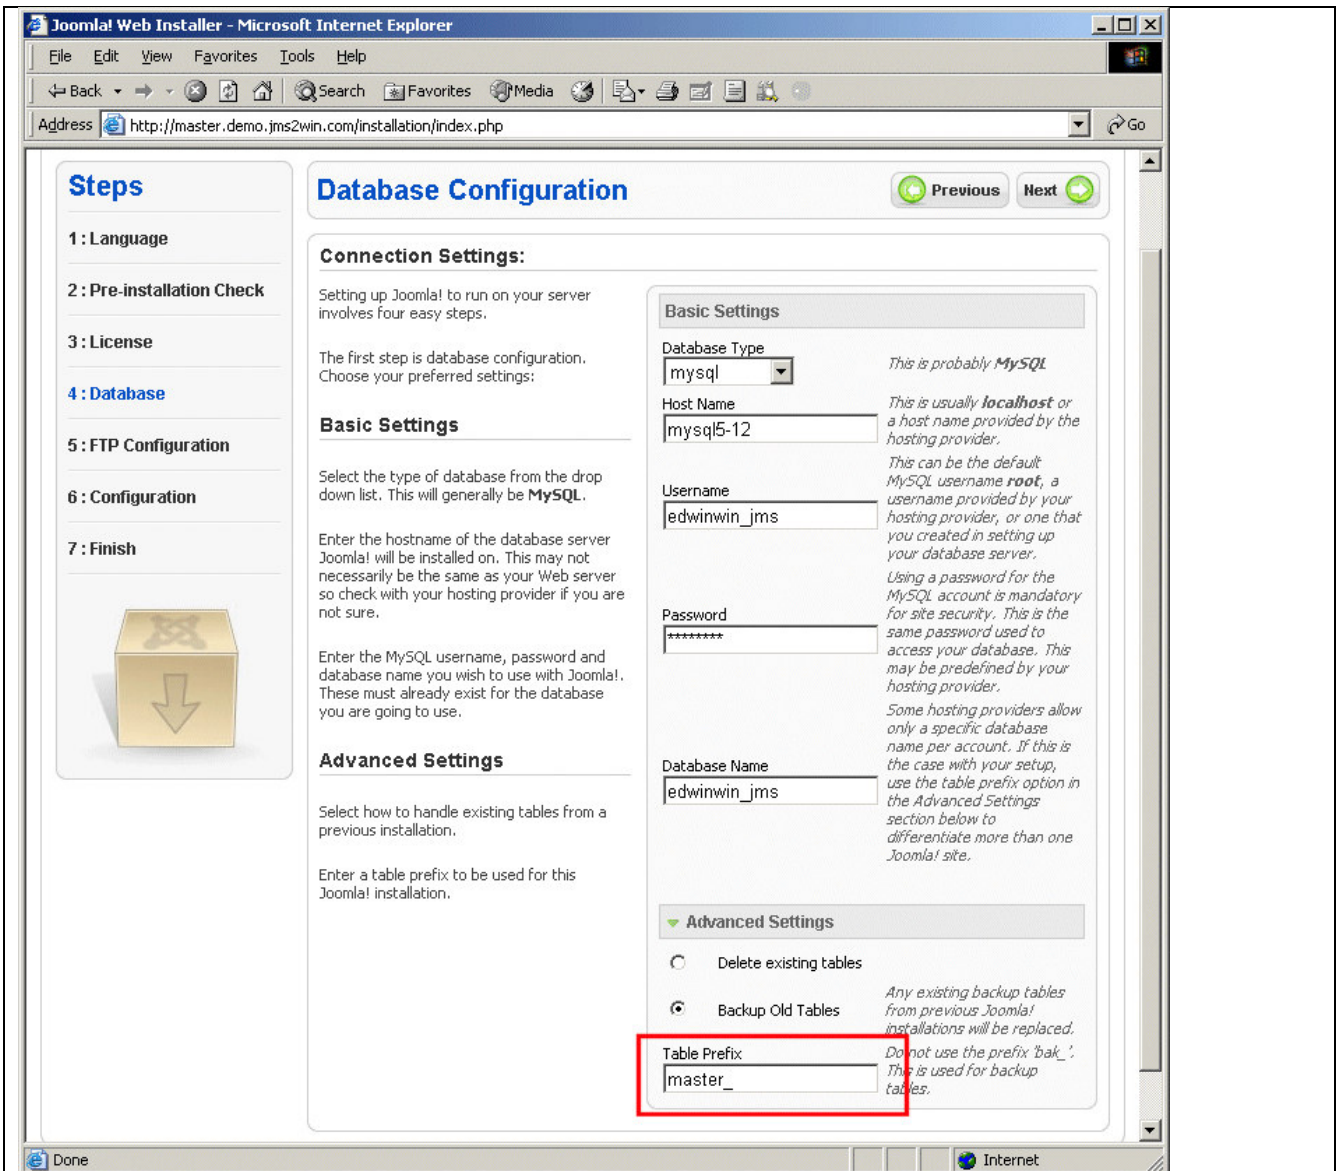 Joomla! Web Installer - Microsoft Internet Explorer
File Edit View Favorites Tools Help
Back Search Favorites Media
Address http://master.demo.jms2win.com/installation/index.php Go
Steps
1 : Language
2 : Pre-installation Check
3 : License
4 : Database
5 : FTP Configuration
6 : Configuration
7 : Finish
Database Configuration
Previous Next
Connection Settings:
Setting up Joomla! to run on your server
involves four easy steps.
The first step is database configuration.
Choose your preferred settings:
Basic Settings
Select the type of database from the drop
down list. This will generally be MySQL.
Enter the hostname of the database server
Joomla! will be installed on. This may not
necessarily be the same as your Web server
so check with your hosting provider if you are
not sure.
Enter the MySQL username, password and
database name you wish to use with Joomla!.
These must already exist for the database
you are going to use.
Advanced Settings
Select how to handle existing tables from a
previous installation.
Enter a table prefix to be used for this
Joomla! installation.
Basic Settings
Database Type
mysql
This is probably MySQL
Host Name
mysql5-12
This is usually localhost or
a host name provided by the
hosting provider.
Username
edwinwin_jms
This can be the default
MySQL username root, a
username provided by your
hosting provider, or one that
you created in setting up
your database server.
Password
********
Using a password for the
MySQL account is mandatory
for site security. This is the
same password used to
access your database. This
may be predefined by your
hosting provider.
Database Name
edwinwin_jms
Some hosting providers allow
only a specific database
name per account. If this is
the case with your setup,
use the table prefix option in
the Advanced Settings
section below to
differentiate more than one
Joomla! site.
Advanced Settings
Delete existing tables
Backup Old Tables
Any existing backup tables
from previous Joomla!
installations will be replaced.
Table Prefix
master_
Do not use the prefix 'bak_'.
This is used for backup
tables.
Done Internet